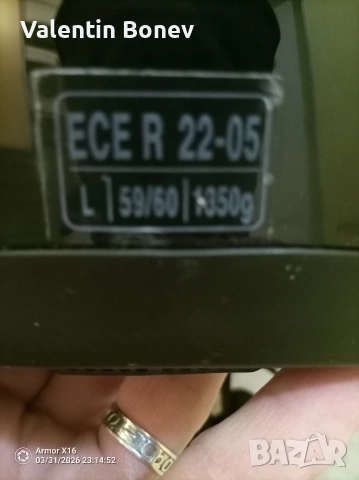 Valentin Bonev
ECE R 22-05
L 59/60 1350g
Armor X16
03/31/2026 23:14:52
BAZAR